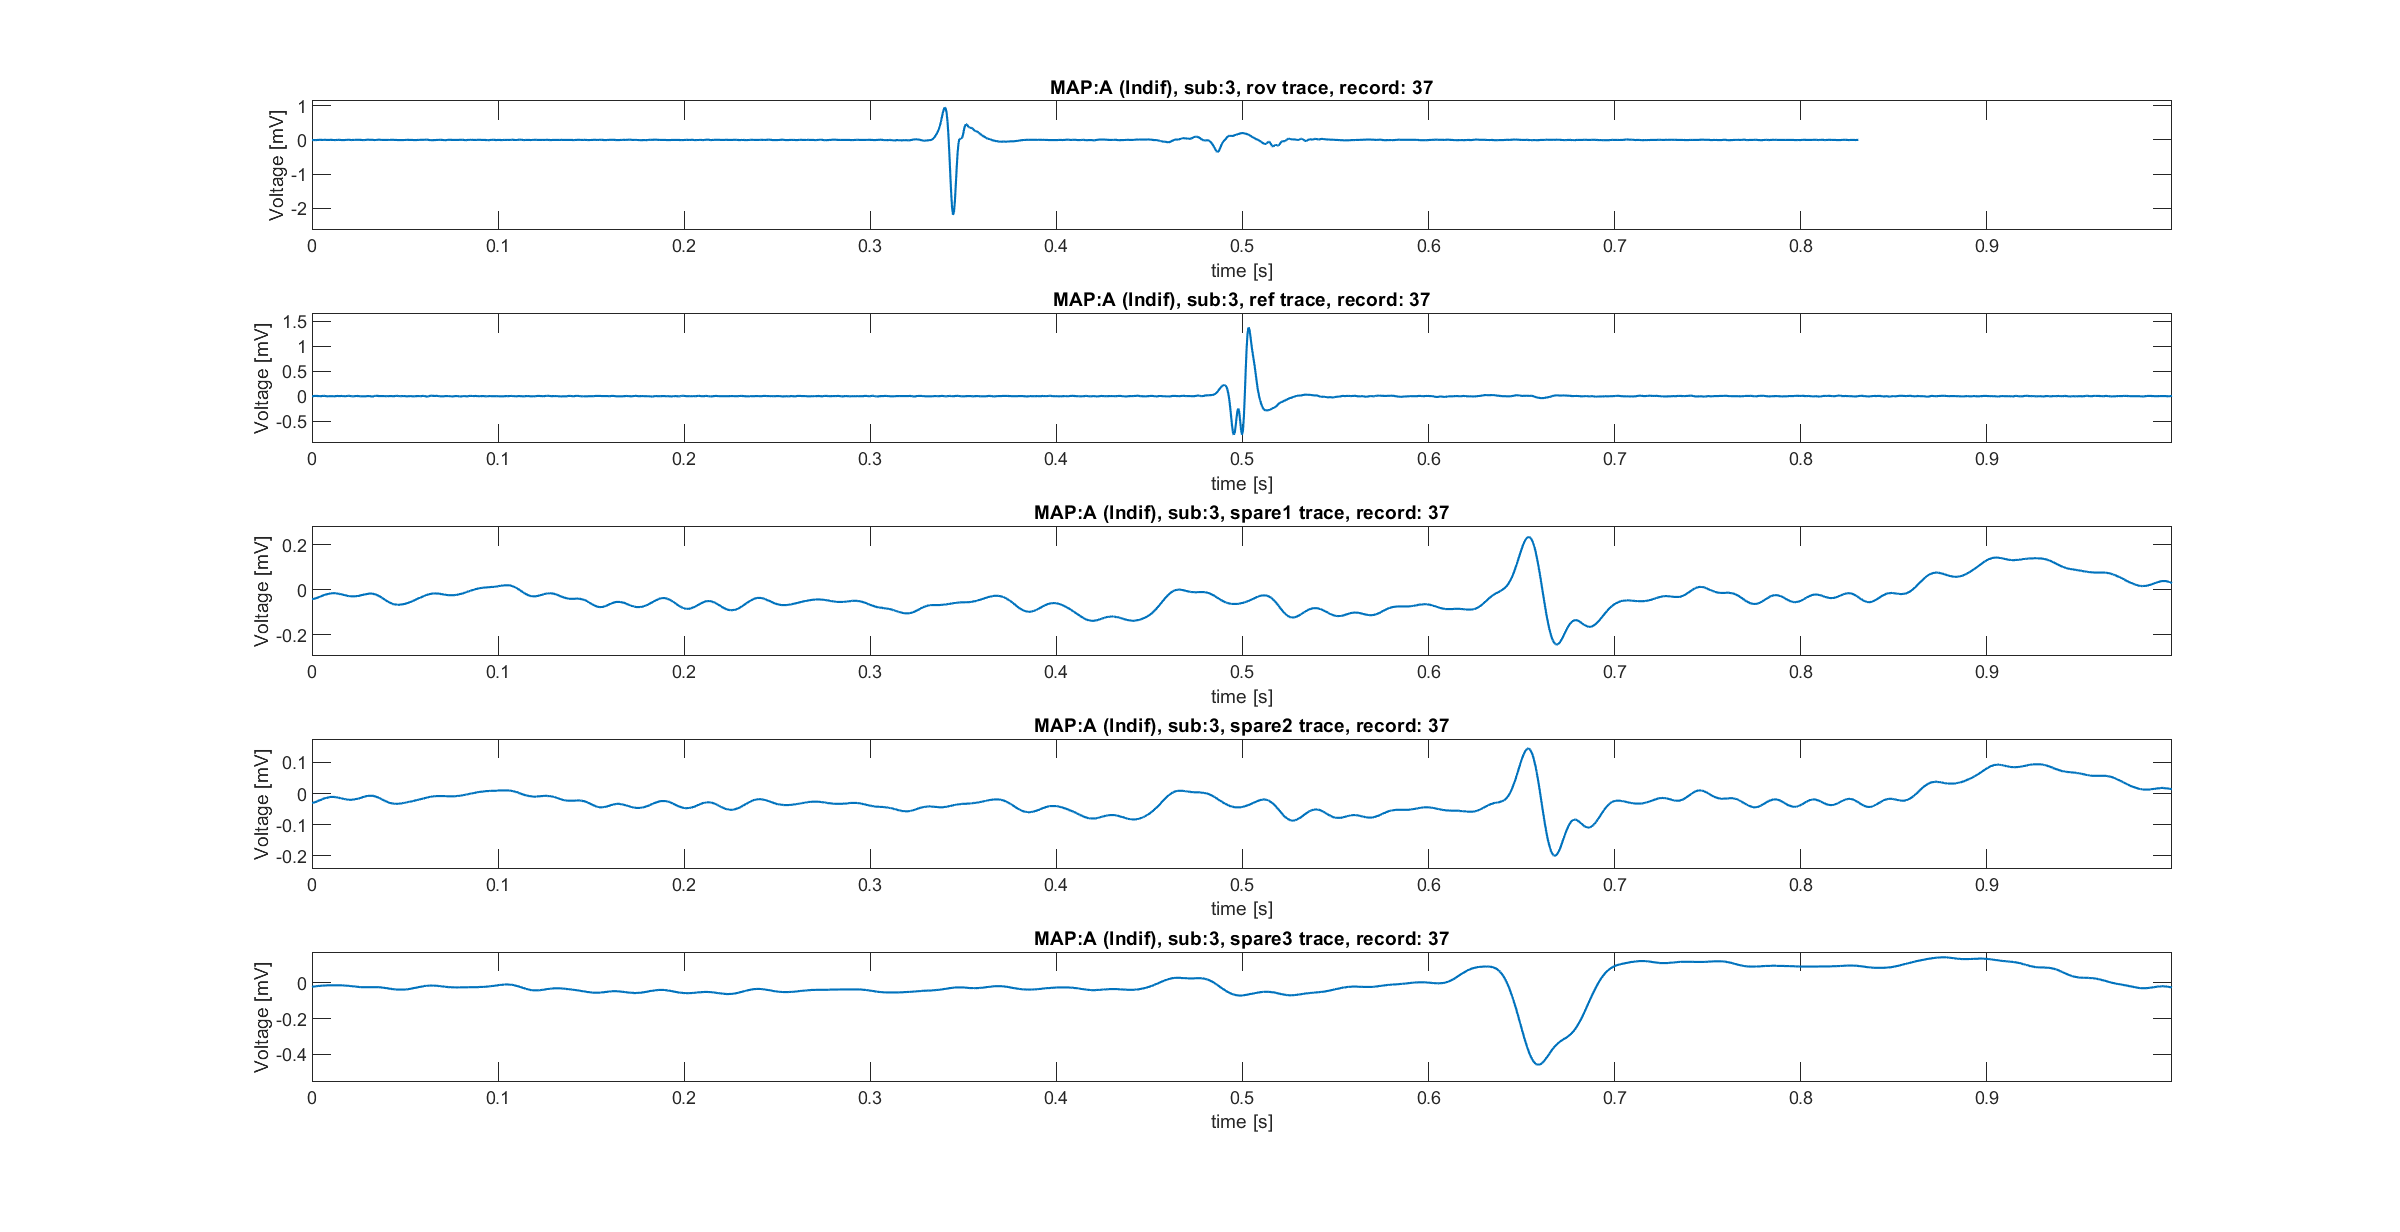 MAP:A (Indif), sub:3, rov trace, record: 37
Voltage [mV]
1
0
-1
-2
0 0.1 0.2 0.3 0.4 0.5 0.6 0.7 0.8 0.9
time [s]
MAP:A (Indif), sub:3, ref trace, record: 37
Voltage [mV]
1.5
1
0.5
0
-0.5
0 0.1 0.2 0.3 0.4 0.5 0.6 0.7 0.8 0.9
time [s]
MAP:A (Indif), sub:3, spare1 trace, record: 37
Voltage [mV]
0.2
0
-0.2
0 0.1 0.2 0.3 0.4 0.5 0.6 0.7 0.8 0.9
time [s]
MAP:A (Indif), sub:3, spare2 trace, record: 37
Voltage [mV]
0.1
0
-0.1
-0.2
0 0.1 0.2 0.3 0.4 0.5 0.6 0.7 0.8 0.9
time [s]
MAP:A (Indif), sub:3, spare3 trace, record: 37
Voltage [mV]
0
-0.2
-0.4
0 0.1 0.2 0.3 0.4 0.5 0.6 0.7 0.8 0.9
time [s]